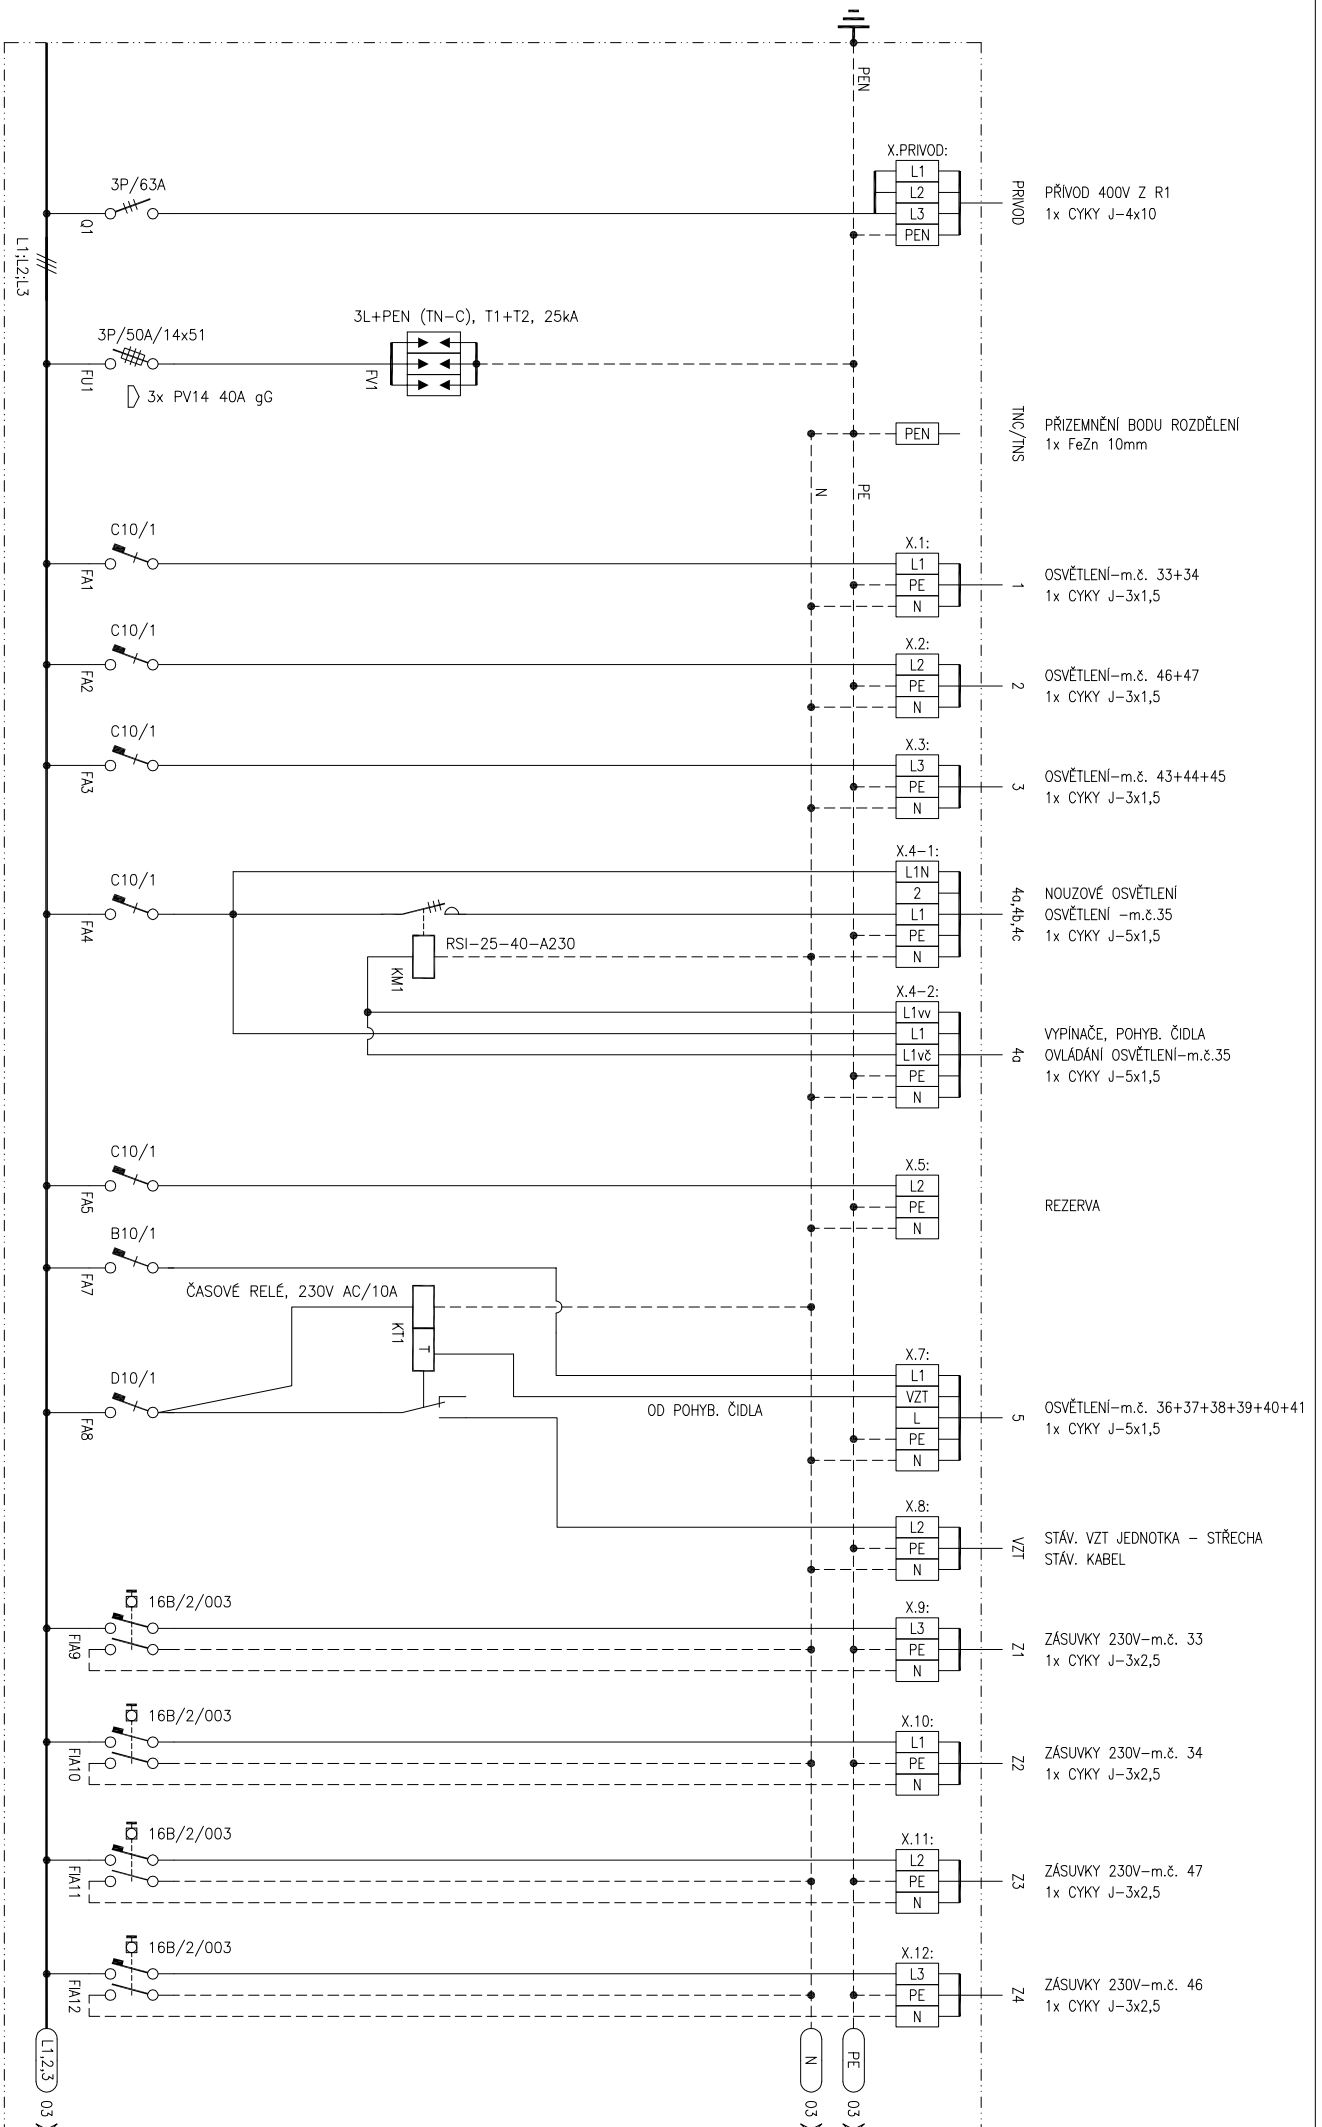 PEN
X.PRIVOD:
L1
L2
L3
PEN
PRIVOD
PŘÍVOD 400V Z R1
1x CYKY J-4x10
3P/63A
Q1
L1;L2;L3
3L+PEN (TN-C), T1+T2, 25kA
3P/50A/14x51
FU1
3x PV14 40A gG
FV1
PEN
TNC/TNS
PŘIZEMNĚNÍ BODU ROZDĚLENÍ
1x FeZn 10mm
N
PE
C10/1
FA1
X.1:
L1
PE
N
1
OSVĚTLENÍ-m.č. 33+34
1x CYKY J-3x1,5
C10/1
FA2
X.2:
L2
PE
N
2
OSVĚTLENÍ-m.č. 46+47
1x CYKY J-3x1,5
C10/1
FA3
X.3:
L3
PE
N
3
OSVĚTLENÍ-m.č. 43+44+45
1x CYKY J-3x1,5
C10/1
FA4
RSI-25-40-A230
KM1
X.4-1:
L1N
2
L1
PE
N
4a,4b,4c
NOUZOVÉ OSVĚTLENÍ
OSVĚTLENÍ -m.č.35
1x CYKY J-5x1,5
X.4-2:
L1vv
L1
L1vč
PE
N
4a
VYPÍNAČE, POHYB. ČIDLA
OVLÁDÁNÍ OSVĚTLENÍ-m.č.35
1x CYKY J-5x1,5
C10/1
FA5
X.5:
L2
PE
N
REZERVA
B10/1
FA7
ČASOVÉ RELÉ, 230V AC/10A
KT1
T
D10/1
FA8
OD POHYB. ČIDLA
X.7:
L1
VZT
L
PE
N
5
OSVĚTLENÍ-m.č. 36+37+38+39+40+41
1x CYKY J-5x1,5
X.8:
L2
PE
N
VZT
STÁV. VZT JEDNOTKA - STŘECHA
STÁV. KABEL
16B/2/003
FIA9
X.9:
L3
PE
N
Z1
ZÁSUVKY 230V-m.č. 33
1x CYKY J-3x2,5
16B/2/003
FIA10
X.10:
L1
PE
N
Z2
ZÁSUVKY 230V-m.č. 34
1x CYKY J-3x2,5
16B/2/003
FIA11
X.11:
L2
PE
N
Z3
ZÁSUVKY 230V-m.č. 47
1x CYKY J-3x2,5
16B/2/003
FIA12
X.12:
L3
PE
N
Z4
ZÁSUVKY 230V-m.č. 46
1x CYKY J-3x2,5
L1,2,3
03
N
03
PE
03